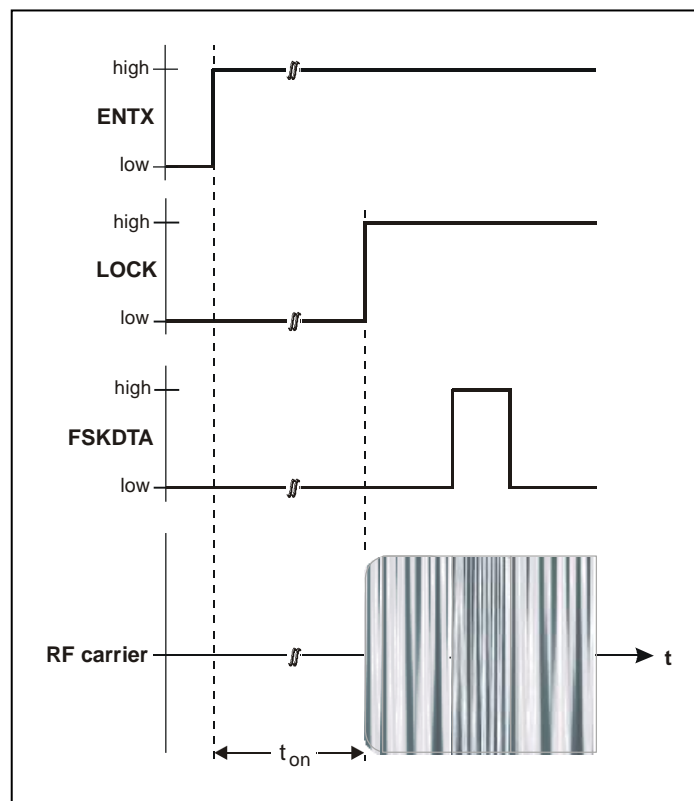 high
ENTX
low
high
LOCK
low
high
FSKDTA
low
RF carrier
t
t on